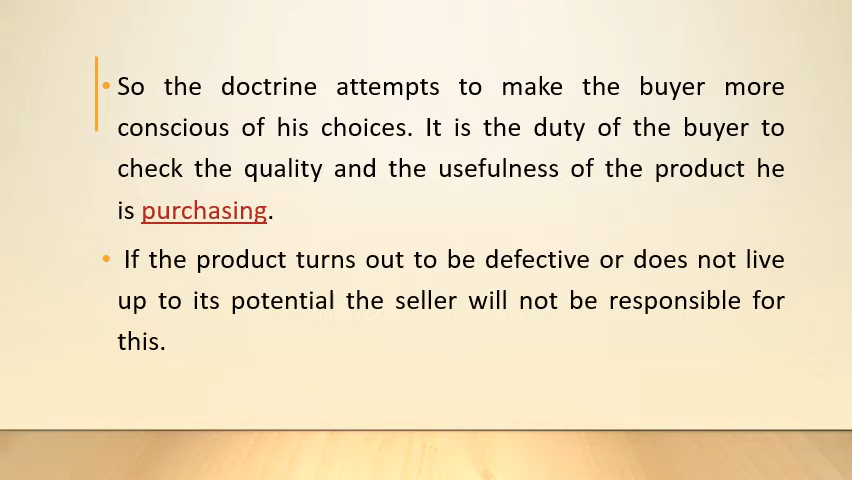 • So the doctrine attempts to make the buyer more
conscious of his choices. It is the duty of the buyer to
check the quality and the usefulness of the product he
is purchasing.
• If the product turns out to be defective or does not live
up to its potential the seller will not be responsible for
this.